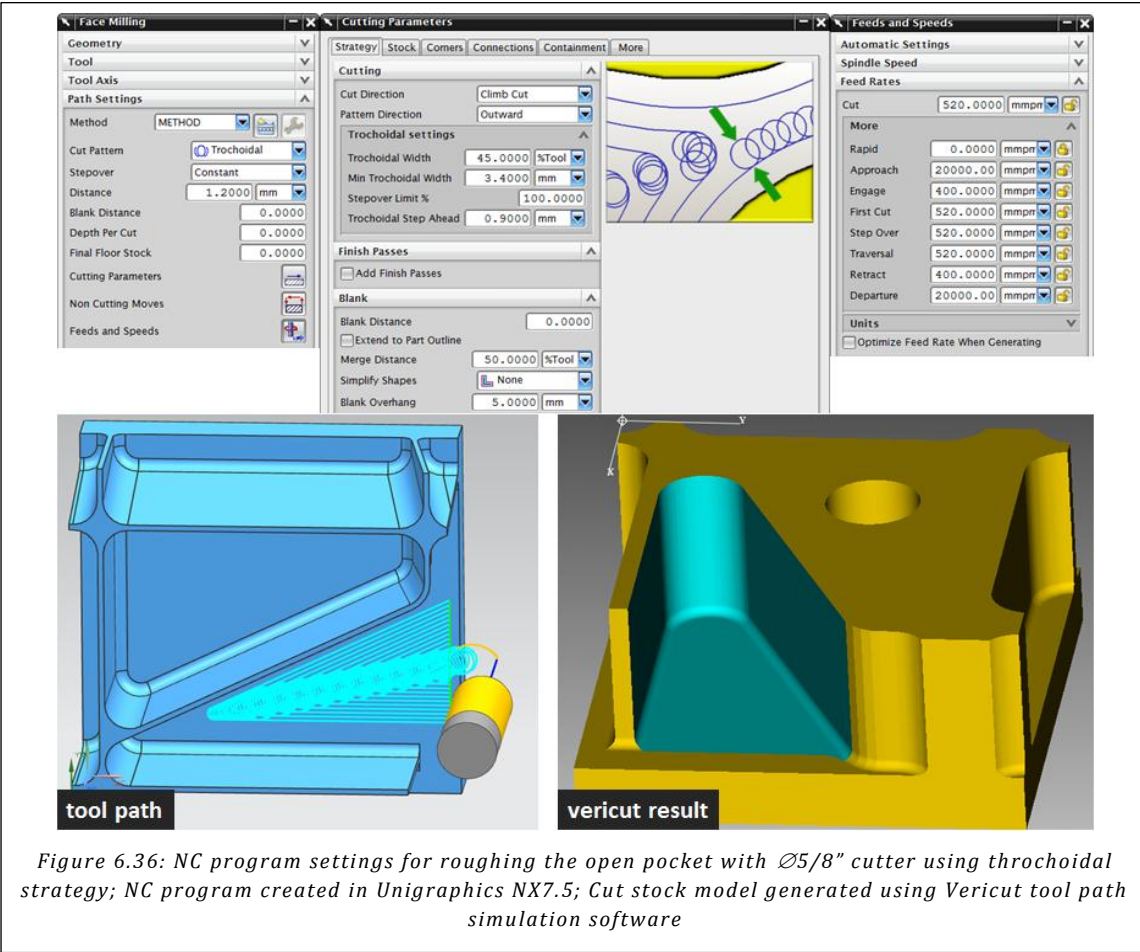 Face Milling
Geometry
Tool
Tool Axis
Path Settings
Method METHOD
Cut Pattern Trochoidal
Stepover Constant
Distance 1.2000 mm
Blank Distance 0.0000
Depth Per Cut 0.0000
Final Floor Stock 0.0000
Cutting Parameters
Non Cutting Moves
Feeds and Speeds
Cutting Parameters
Strategy Stock Corners Connections Containment More
Cutting
Cut Direction Climb Cut
Pattern Direction Outward
Trochoidal settings
Trochoidal Width 45.0000 %Tool
Min Trochoidal Width 3.4000 mm
Stepover Limit % 100.0000
Trochoidal Step Ahead 0.9000 mm
Finish Passes
Add Finish Passes
Blank
Blank Distance 0.0000
Extend to Part Outline
Merge Distance 50.0000 %Tool
Simplify Shapes None
Blank Overhang 5.0000 mm
Feeds and Speeds
Automatic Settings
Spindle Speed
Feed Rates
Cut 520.0000 mmpm
More
Rapid 0.0000 mmpm
Approach 20000.00 mmpm
Engage 400.0000 mmpm
First Cut 520.0000 mmpm
Step Over 520.0000 mmpm
Traversal 520.0000 mmpm
Retract 400.0000 mmpm
Departure 20000.00 mmpm
Units
Optimize Feed Rate When Generating
tool path
Y
X
vericut result
Figure 6.36: NC program settings for roughing the open pocket with ∅5/8” cutter using throchoidal
strategy; NC program created in Unigraphics NX7.5; Cut stock model generated using Vericut tool path
simulation software